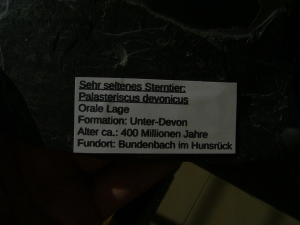 Sehr seltenes Sterntier:
Palasteriscus devonicus
Orale Lage
Formation: Unter-Devon
Alter ca.: 400 Millionen Jahre
Fundort: Bundenbach im Hunsrück